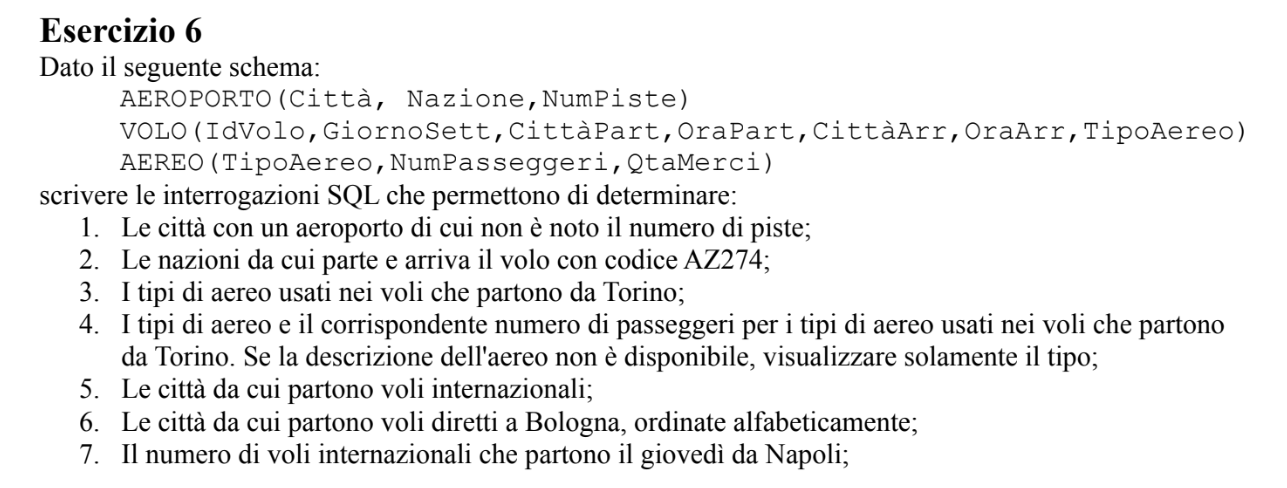 Esercizio 6
Dato il seguente schema:
AEROPORTO(Città, Nazione,NumPiste)
VOLO(IdVolo,GiornoSett,CittàPart,OraPart,CittàArr,OraArr,TipoAereo)
AEREO(TipoAereo,NumPasseggeri,QtaMerci)
scrivere le interrogazioni SQL che permettono di determinare:
1. Le città con un aeroporto di cui non è noto il numero di piste;
2. Le nazioni da cui parte e arriva il volo con codice AZ274;
3. I tipi di aereo usati nei voli che partono da Torino;
4. I tipi di aereo e il corrispondente numero di passeggeri per i tipi di aereo usati nei voli che partono
da Torino. Se la descrizione dell'aereo non è disponibile, visualizzare solamente il tipo;
5. Le città da cui partono voli internazionali;
6. Le città da cui partono voli diretti a Bologna, ordinate alfabeticamente;
7. Il numero di voli internazionali che partono il giovedì da Napoli;